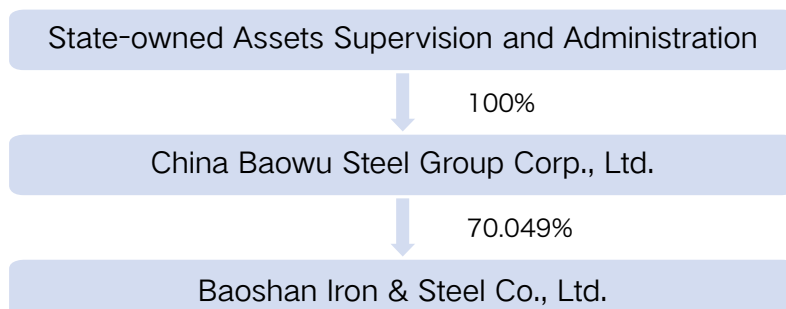 State-owned Assets Supervision and Administration
100%
China Baowu Steel Group Corp., Ltd.
70.049%
Baoshan Iron & Steel Co., Ltd.